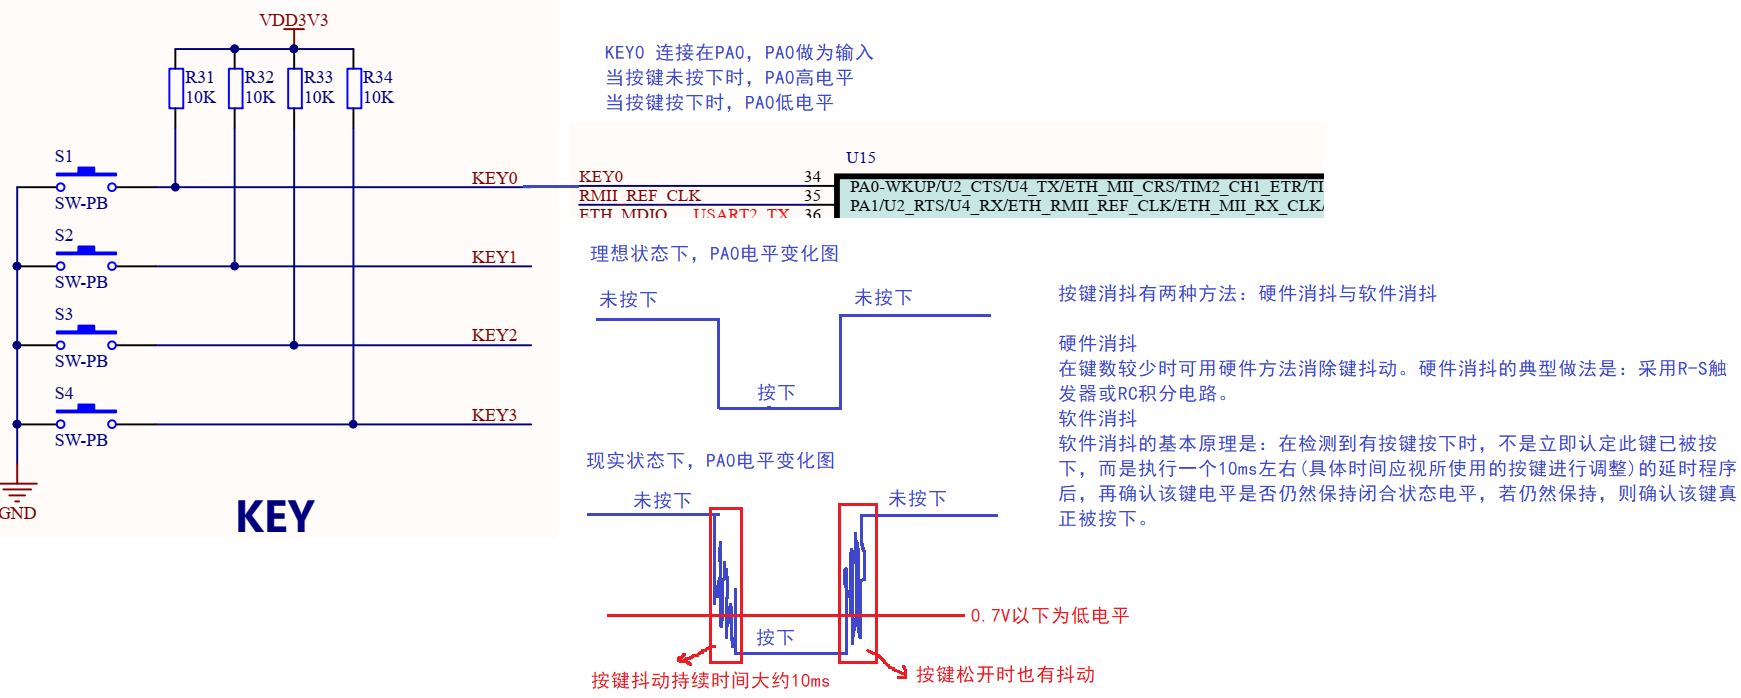 VDD3V3
R31
10K
R32
10K
R33
10K
R34
10K
S1
SW-PB
KEY0
S2
SW-PB
KEY1
S3
SW-PB
KEY2
S4
SW-PB
KEY3
GND
KEY
KEY0 连接在PA0，PA0做为输入
当按键未按下时，PA0高电平
当按键按下时，PA0低电平
U15
KEY0
34
PA0-WKUP/U2_CTS/U4_TX/ETH_MII_CRS/TIM2_CH1_ETR/TI
RMII_REF_CLK
35
PA1/U2_RTS/U4_RX/ETH_RMII_REF_CLK/ETH_MII_RX_CLK/
ETH_MDIO
USART2_TX
36
理想状态下，PA0电平变化图
未按下
未按下
按下
现实状态下，PA0电平变化图
未按下
未按下
0.7V以下为低电平
按下
按键抖动持续时间大约10ms
按键松开时也有抖动
按键消抖有两种方法：硬件消抖与软件消抖
硬件消抖
在键数较少时可用硬件方法消除键抖动。硬件消抖的典型做法是：采用R-S触
发器或RC积分电路。
软件消抖
软件消抖的基本原理是：在检测到有按键按下时，不是立即认定此键已被按
下，而是执行一个10ms左右(具体时间应视所使用的按键进行调整)的延时程序
后，再确认该键电平是否仍然保持闭合状态电平，若仍然保持，则确认该键真
正被按下。